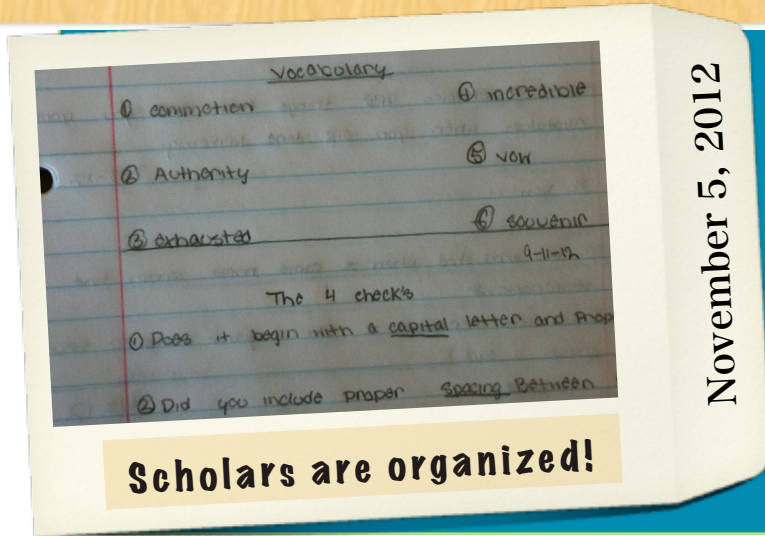 Vocabulary
① commotion
④ incredible
② Authority
⑤ vow
③ exhausted
⑥ souvenir
9-11-12
The 4 check's
① Does it begin with a capital letter and Prop
② Did you include proper spacing Between
Scholars are organized!
November 5, 2012